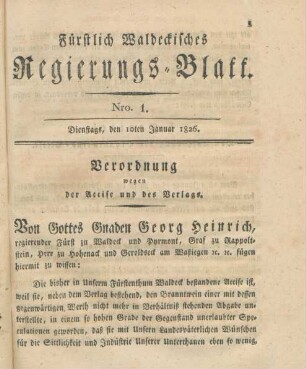 Fürstlich Waldeckisches
Regierungs-Blatt.
Nro. 1.
Dienstags, den 10ten Januar 1826.
Verordnung
wegen
der Accise und des Verlags.
Von Gottes Gnaden Georg Heinrich,
regierender Fürst zu Waldeck und Pyrmont, Graf zu Rappolt-
stein, Herr zu Hohenack und Geroldseck am Wasigen ꝛc. ꝛc. fügen
hiermit zu wissen:
Die bisher in Unserm Fürstenthum Waldeck bestandene Accise ist,
weil sie, neben dem Verlag bestehend, den Branntwein einer mit dessen
gegenwärtigen Werth nicht mehr in Verhältniß stehenden Abgabe un-
terstellte, in einem so hohen Grade der Gegenstand unerlaubter Spe-
culationen geworden, daß sie mit Unsern Landesväterlichen Wünschen
für die Sittlichkeit und Industrie Unserer Unterthanen eben so wenig,